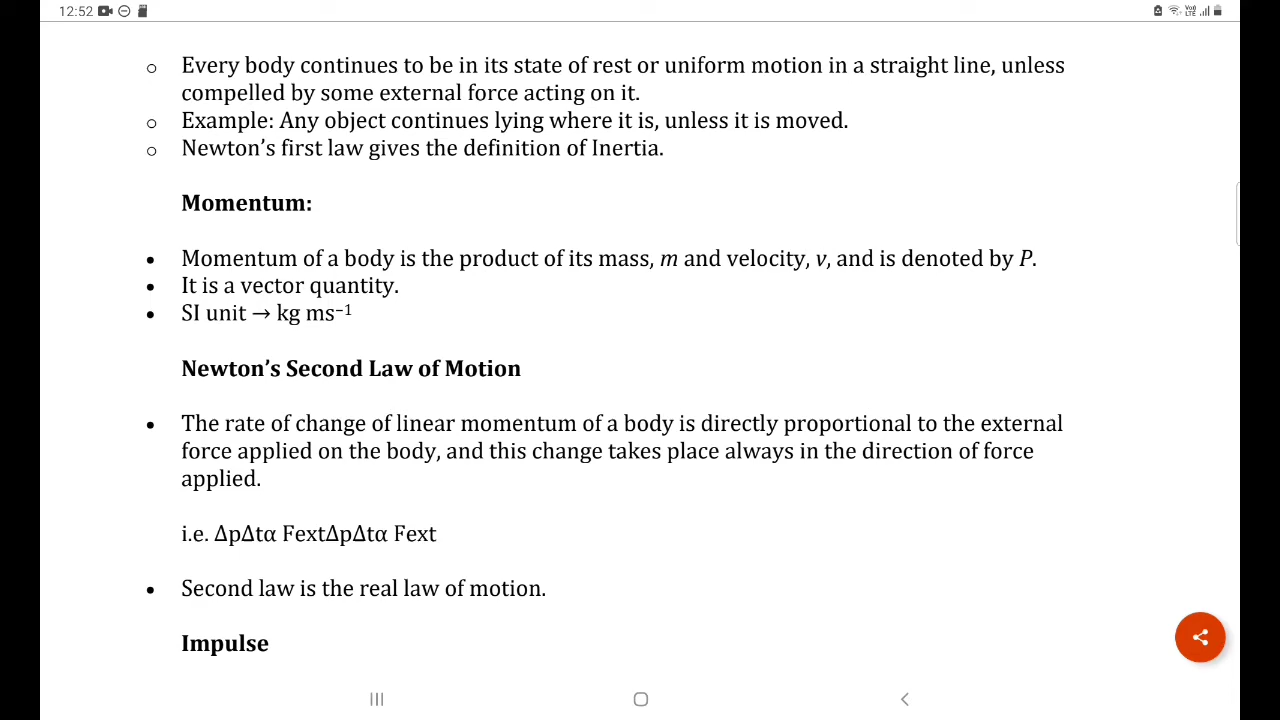 12:52
Vo) LTE
o Every body continues to be in its state of rest or uniform motion in a straight line, unless
compelled by some external force acting on it.
o Example: Any object continues lying where it is, unless it is moved.
o Newton’s first law gives the definition of Inertia.
Momentum:
• Momentum of a body is the product of its mass, m and velocity, v, and is denoted by P.
• It is a vector quantity.
• SI unit → kg ms⁻¹
Newton’s Second Law of Motion
• The rate of change of linear momentum of a body is directly proportional to the external
force applied on the body, and this change takes place always in the direction of force
applied.
i.e. ΔpΔtα FextΔpΔtα Fext
• Second law is the real law of motion.
Impulse